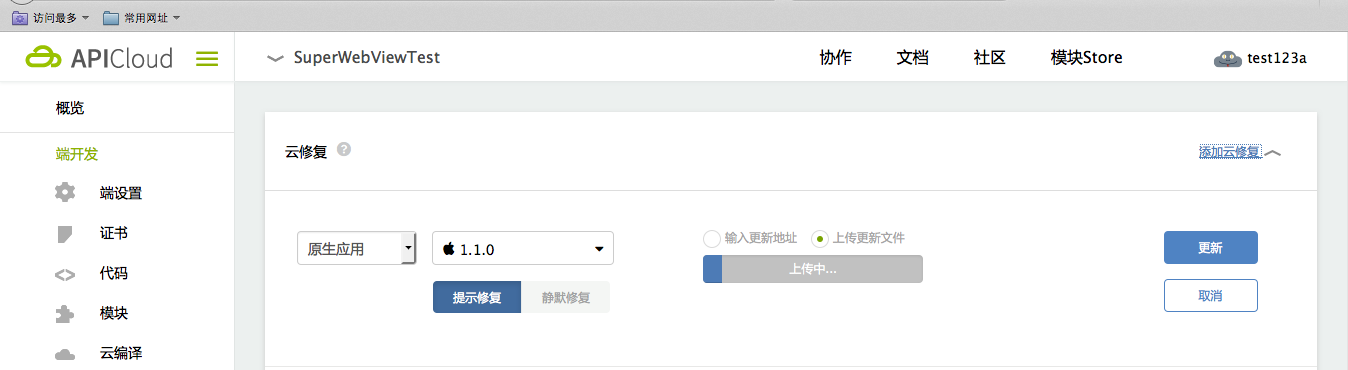 访问最多 常用网址
APICloud SuperWebViewTest 协作 文档 社区 模块Store test123a
概览
云修复 ? 添加云修复
端开发
端设置
证书
代码
模块
云编译
原生应用 1.1.0 输入更新地址 上传更新文件 更新
上传中...
提示修复 静默修复 取消